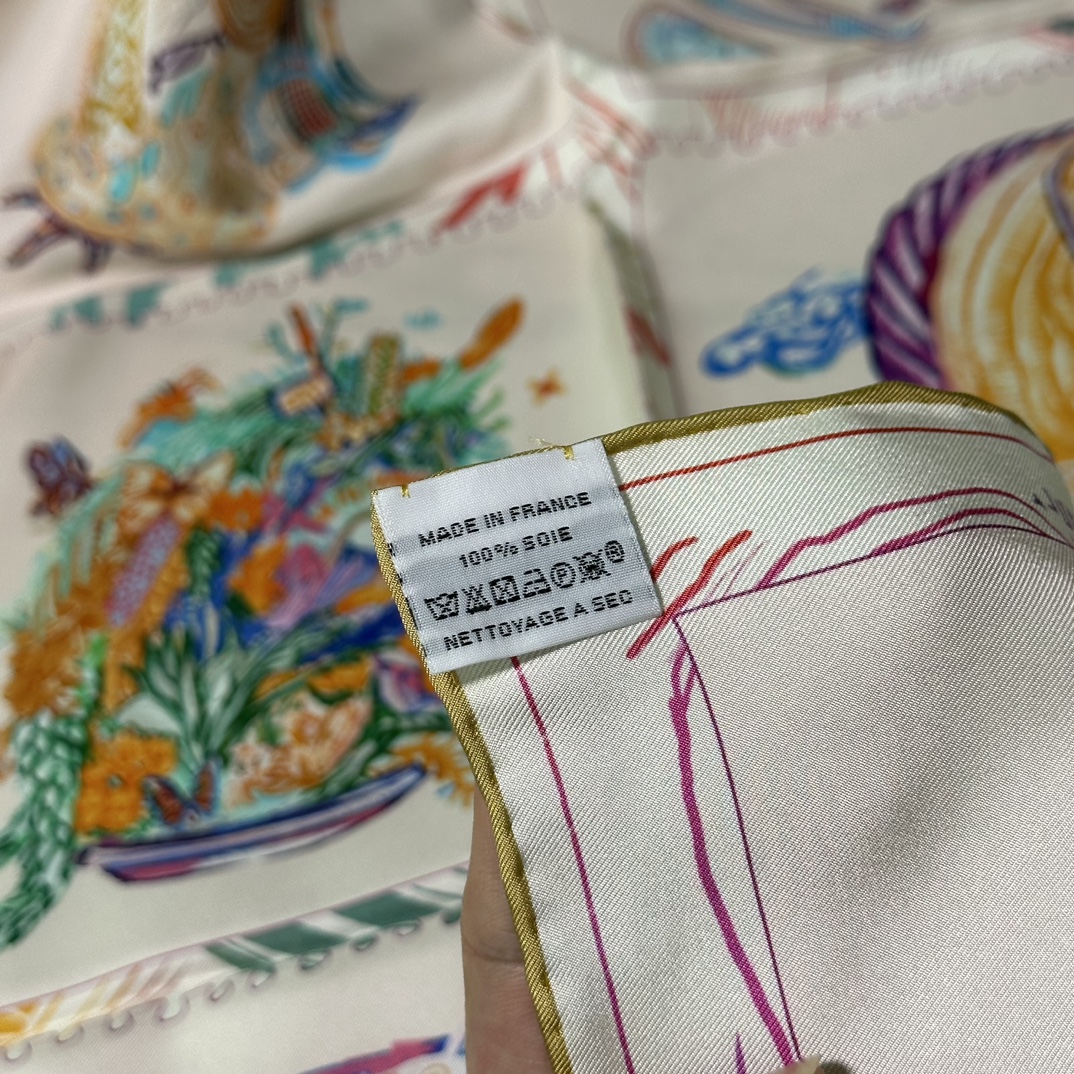 MADE IN FRANCE
100% SOIE
NETTOYAGE A SEC